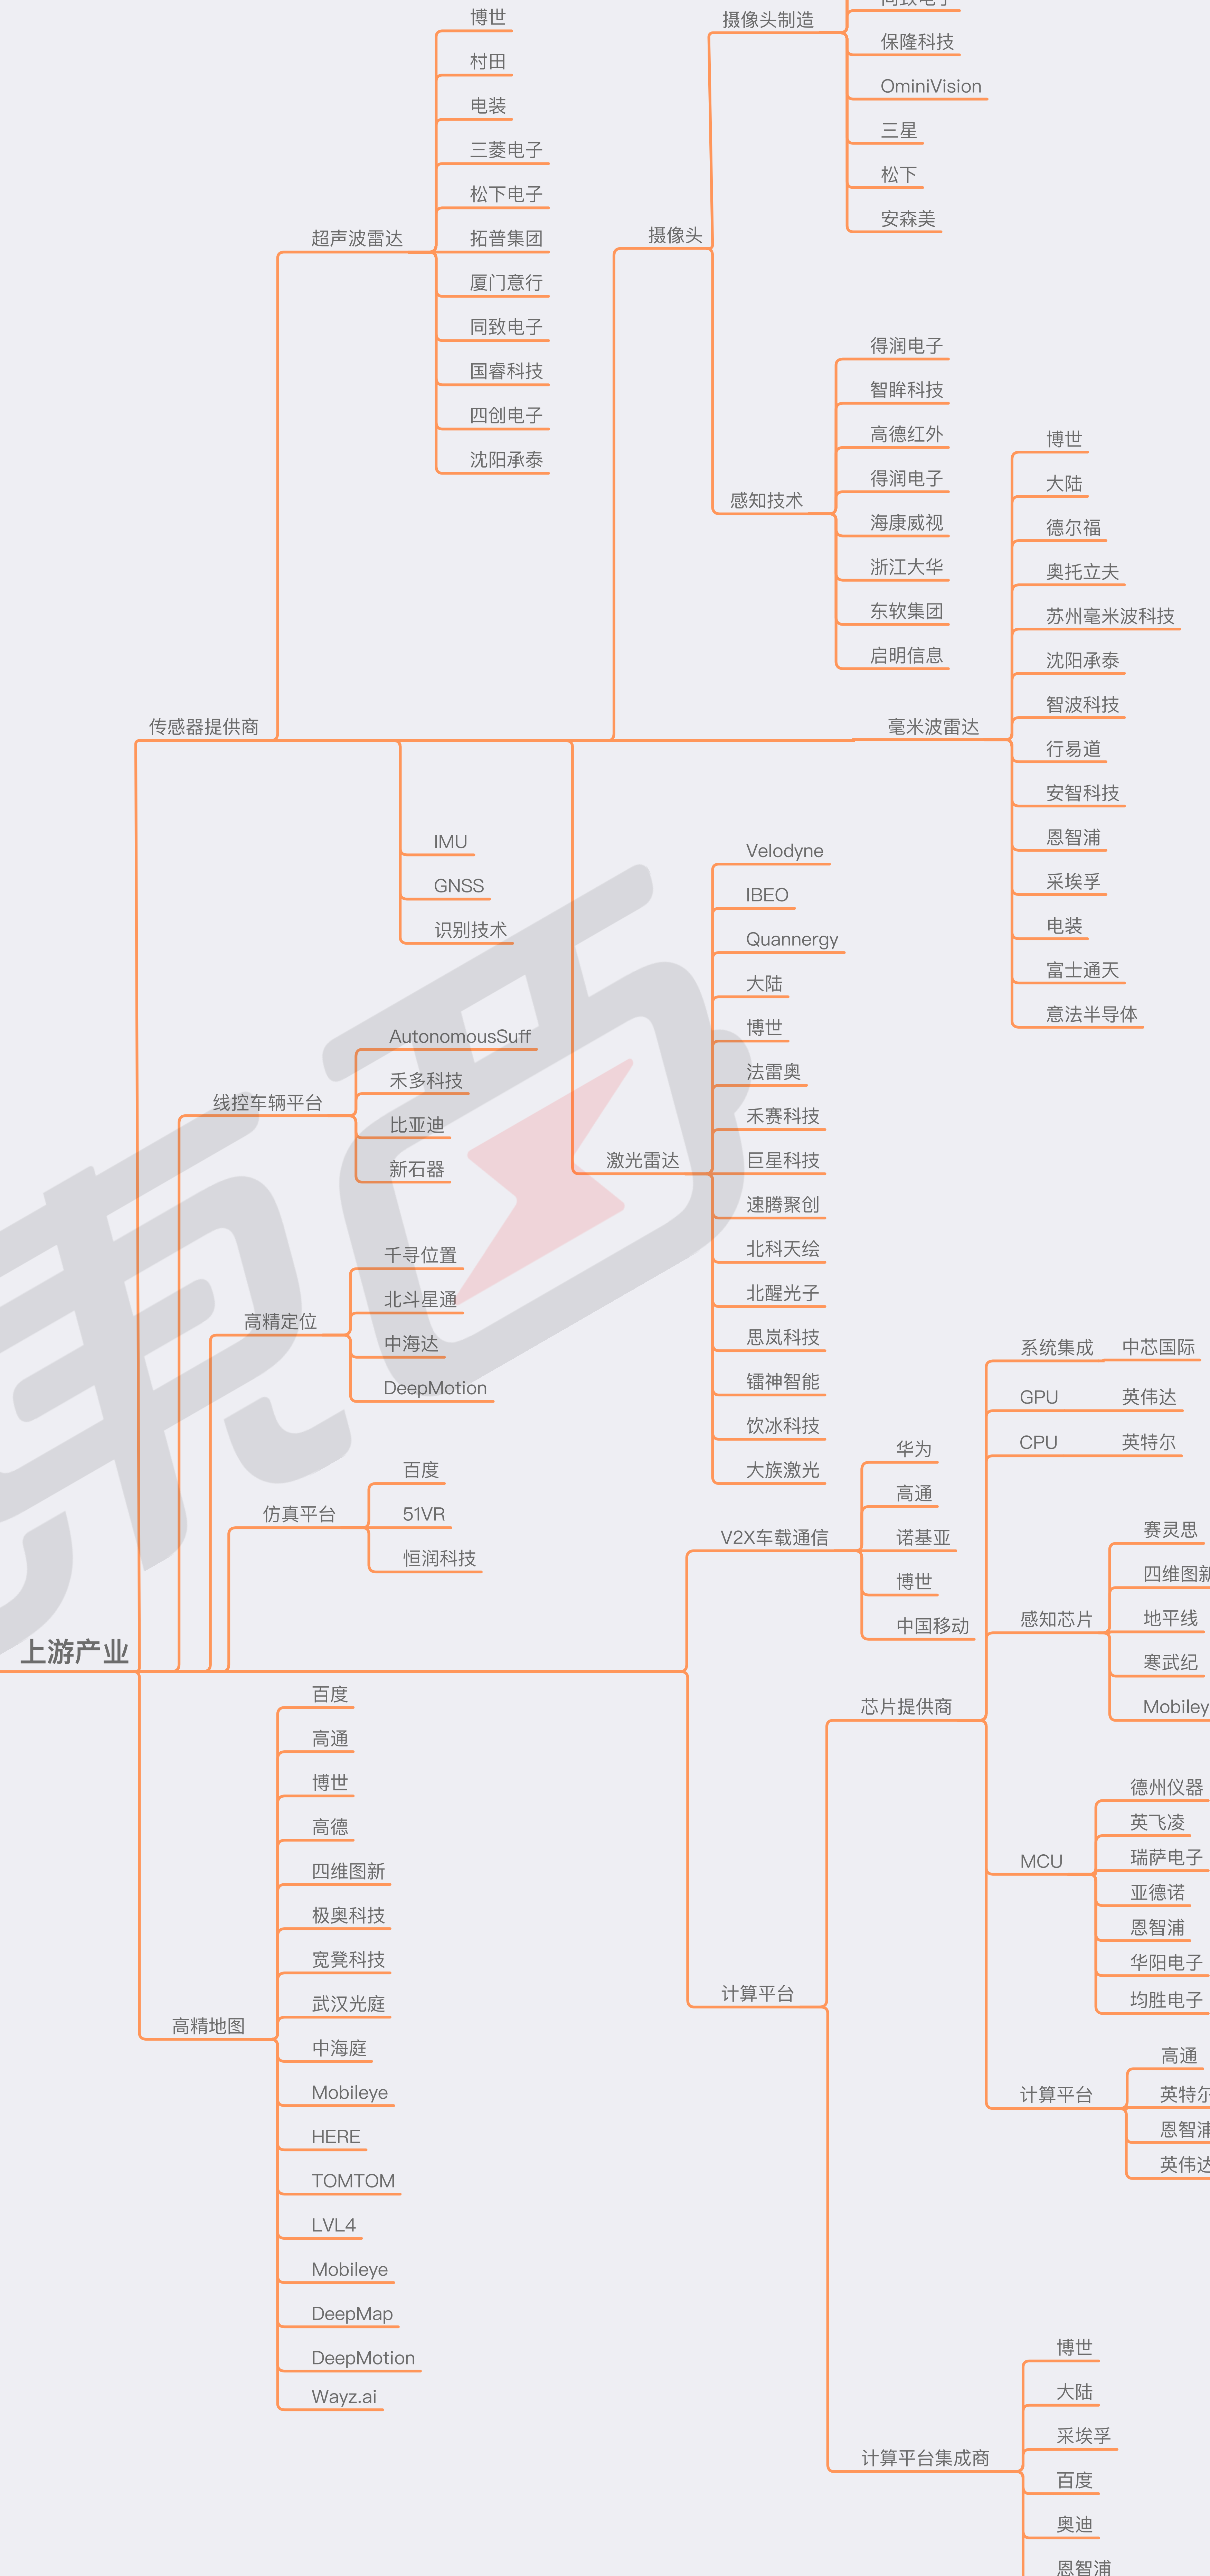 上游产业
传感器提供商
超声波雷达
博世
村田
电装
三菱电子
松下电子
拓普集团
厦门意行
同致电子
国睿科技
四创电子
沈阳承泰
摄像头
摄像头制造
同致电子
保隆科技
OminiVision
三星
松下
安森美
感知技术
得润电子
智眸科技
高德红外
得润电子
海康威视
浙江大华
东软集团
启明信息
毫米波雷达
博世
大陆
德尔福
奥托立夫
苏州毫米波科技
沈阳承泰
智波科技
行易道
安智科技
恩智浦
采埃孚
电装
富士通天
意法半导体
IMU
GNSS
识别技术
激光雷达
Velodyne
IBEO
Quannergy
大陆
博世
法雷奥
禾赛科技
巨星科技
速腾聚创
北科天绘
北醒光子
思岚科技
镭神智能
饮冰科技
大族激光
线控车辆平台
AutonomousSuff
禾多科技
比亚迪
新石器
高精定位
千寻位置
北斗星通
中海达
DeepMotion
仿真平台
百度
51VR
恒润科技
高精地图
百度
高通
博世
高德
四维图新
极奥科技
宽凳科技
武汉光庭
中海庭
Mobileye
HERE
TOMTOM
LVL4
Mobileye
DeepMap
DeepMotion
Wayz.ai
V2X车载通信
华为
高通
诺基亚
博世
中国移动
计算平台
芯片提供商
系统集成
中芯国际
GPU
英伟达
CPU
英特尔
感知芯片
赛灵思
四维图新
地平线
寒武纪
Mobiley
MCU
德州仪器
英飞凌
瑞萨电子
亚德诺
恩智浦
华阳电子
均胜电子
计算平台
高通
英特尔
恩智浦
英伟达
计算平台集成商
博世
大陆
采埃孚
百度
奥迪
恩智浦